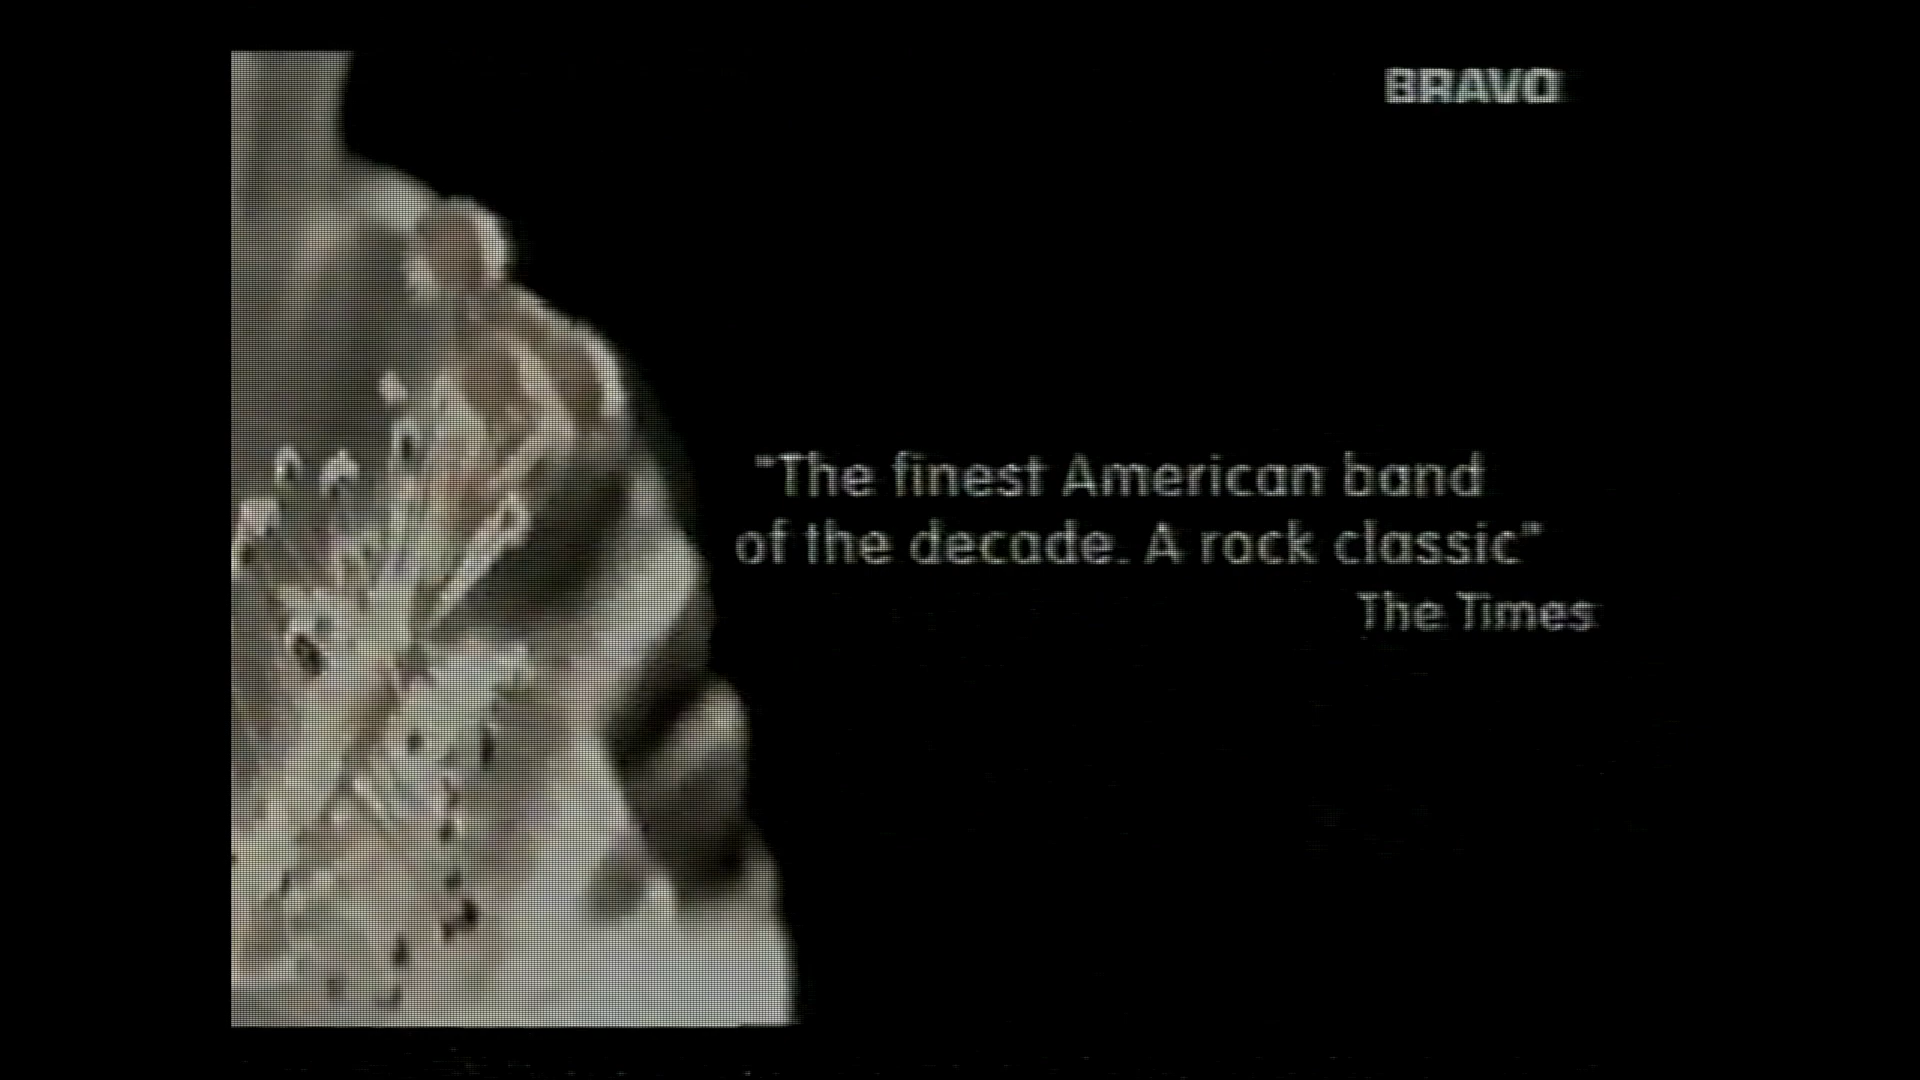 BRAVO
"The finest American band
of the decade. A rock classic"
The Times